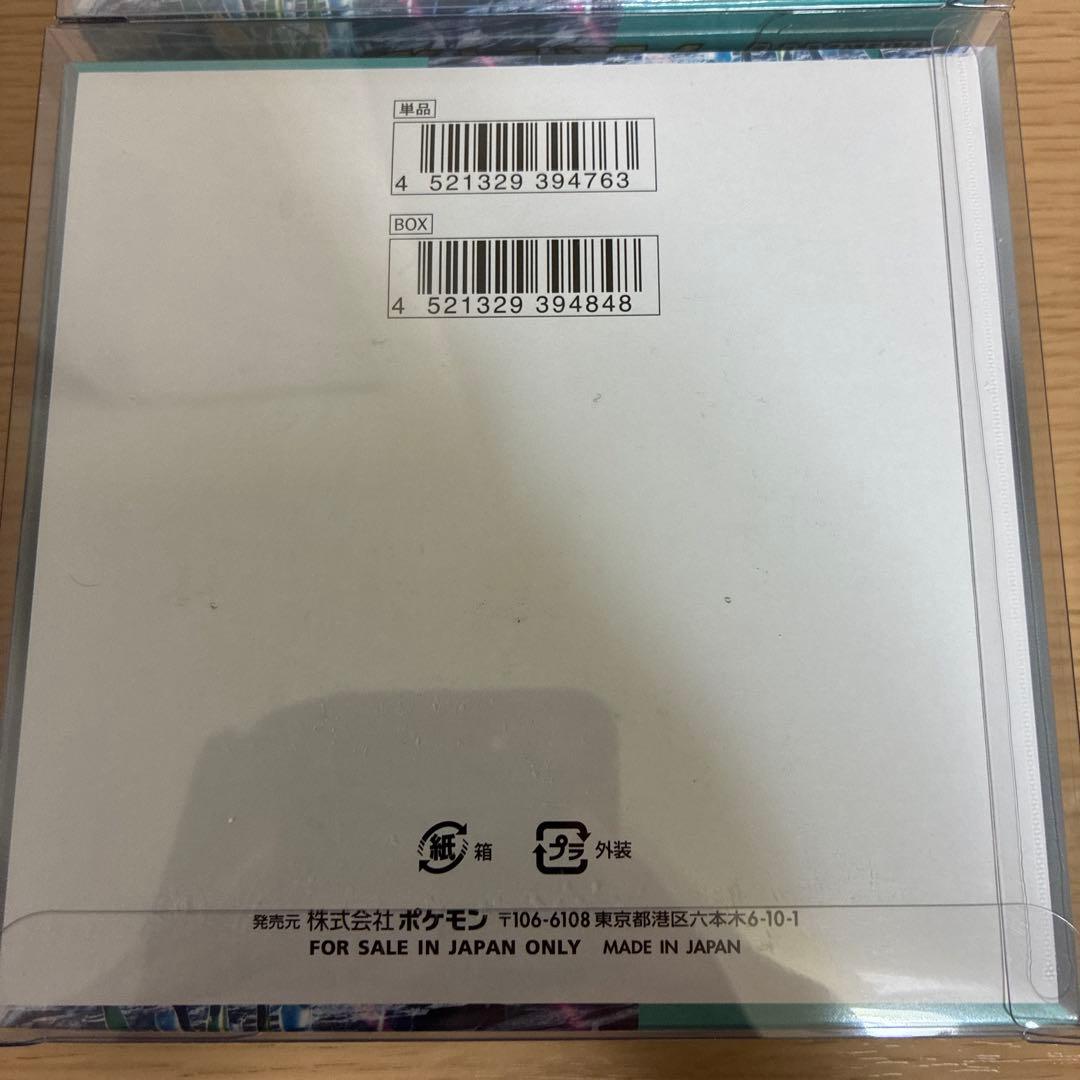 単品
4 521329 394763
BOX
4 521329 394848
紙 箱 プラ 外装
発売元 株式会社 ポケモン 〒106-6108 東京都港区六本木6-10-1
FOR SALE IN JAPAN ONLY MADE IN JAPAN